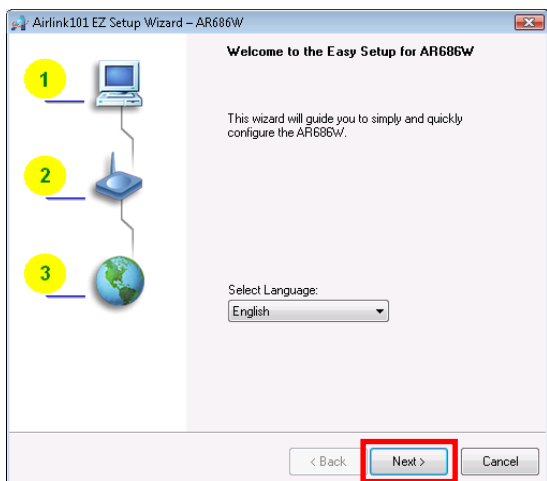 Airlink101 EZ Setup Wizard – AR686W
Welcome to the Easy Setup for AR686W
1
This wizard will guide you to simply and quickly
configure the AR686W.
2
3
Select Language:
English
< Back
Next >
Cancel